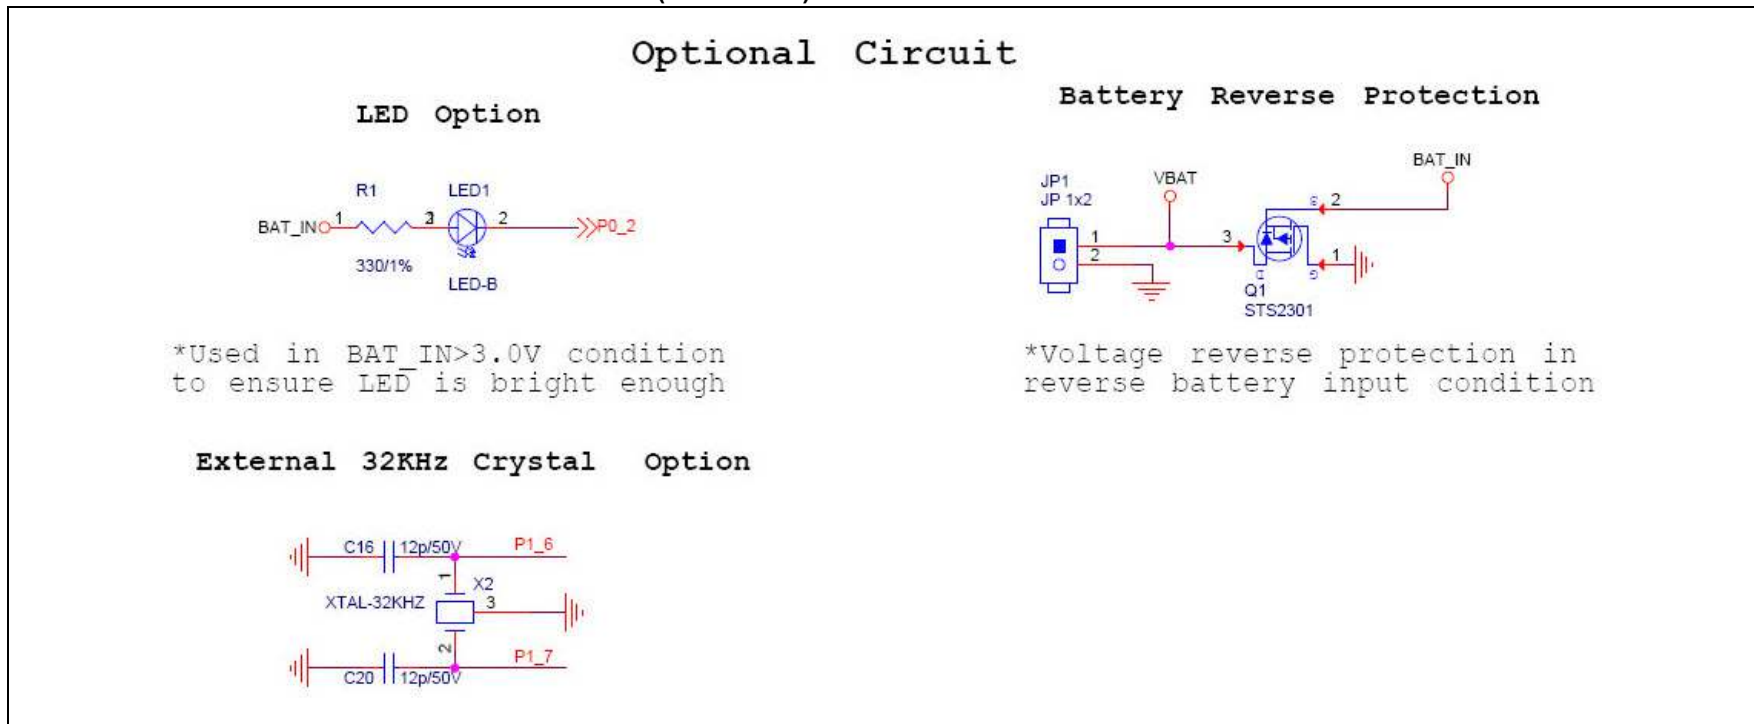 Optional Circuit
LED Option
R1
LED1
BAT_IN
1
2
P0_2
330/1%
LED-B
*Used in BAT_IN>3.0V condition
to ensure LED is bright enough
Battery Reverse Protection
BAT_IN
JP1
JP 1x2
VBAT
S
2
1
3
2
1
D
G
Q1
STS2301
*Voltage reverse protection in
reverse battery input condition
External 32KHz Crystal Option
C16
12p/50V
P1_6
1
X2
XTAL-32KHZ
3
2
P1_7
C20
12p/50V